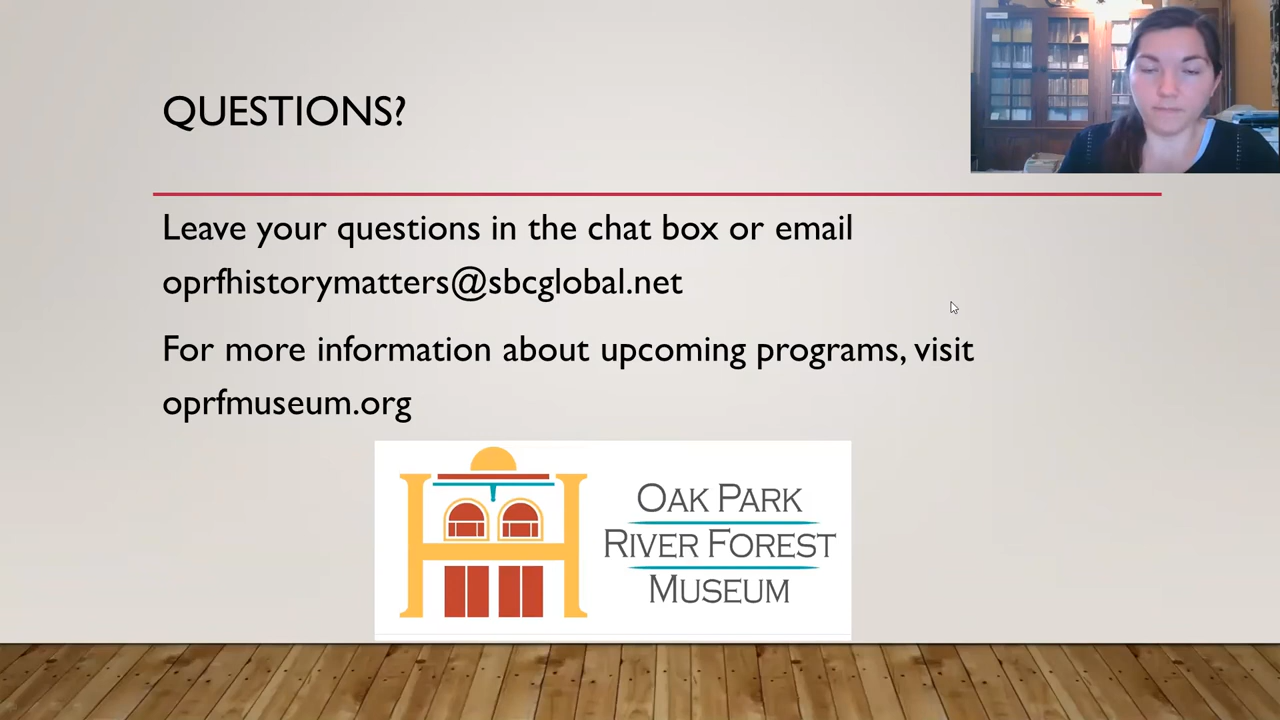 QUESTIONS?
Leave your questions in the chat box or email
oprfhistorymatters@sbcglobal.net
For more information about upcoming programs, visit
oprfmuseum.org
OAK PARK
RIVER FOREST
MUSEUM